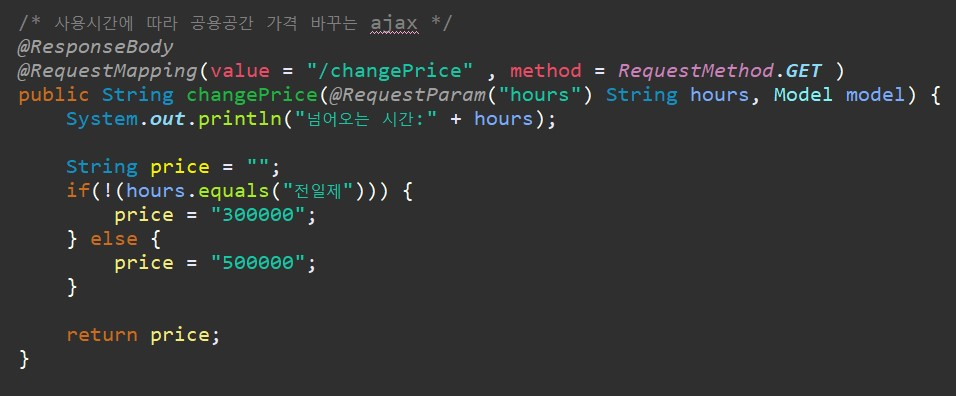 /* 사용시간에 따라 공용공간 가격 바꾸는 ajax */
@ResponseBody
@RequestMapping(value = "/changePrice" , method = RequestMethod.GET )
public String changePrice(@RequestParam("hours") String hours, Model model) {
    System.out.println("넘어오는 시간:" + hours);

    String price = "";
    if(!(hours.equals("전일제"))) {
        price = "300000";
    } else {
        price = "500000";
    }

    return price;
}